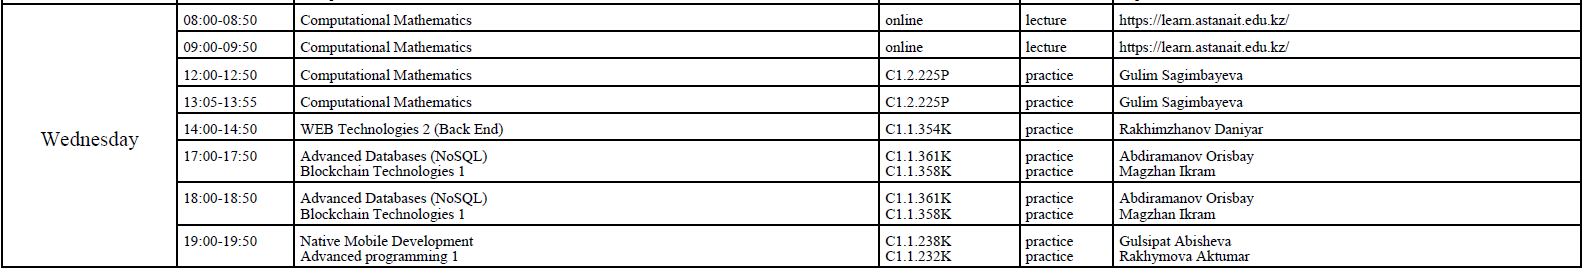 08:00-08:50 Computational Mathematics online lecture https://learn.astanait.edu.kz/
09:00-09:50 Computational Mathematics online lecture https://learn.astanait.edu.kz/
12:00-12:50 Computational Mathematics C1.2.225P practice Gulim Sagimbayeva
13:05-13:55 Computational Mathematics C1.2.225P practice Gulim Sagimbayeva
Wednesday
14:00-14:50 WEB Technologies 2 (Back End) C1.1.354K practice Rakhimzhanov Daniyar
17:00-17:50 Advanced Databases (NoSQL) C1.1.361K practice Abdiramanov Orisbay
Blockchain Technologies 1 C1.1.358K practice Magzhan Ikram
18:00-18:50 Advanced Databases (NoSQL) C1.1.361K practice Abdiramanov Orisbay
Blockchain Technologies 1 C1.1.358K practice Magzhan Ikram
19:00-19:50 Native Mobile Development C1.1.238K practice Gulsipat Abisheva
Advanced programming 1 C1.1.232K practice Rakhymova Aktumar